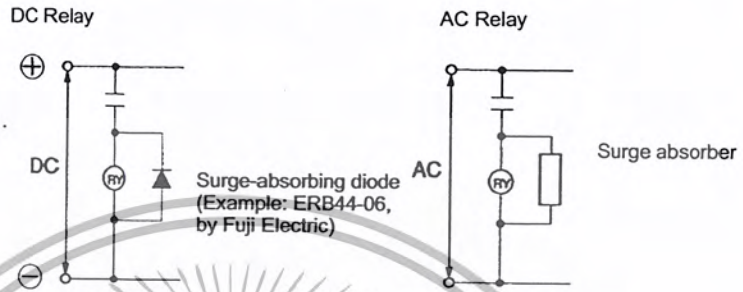 DC Relay
AC Relay
⊕
DC
RY
Surge-absorbing diode
(Example: ERB44-06,
by Fuji Electric)
⊖
AC
RY
Surge absorber